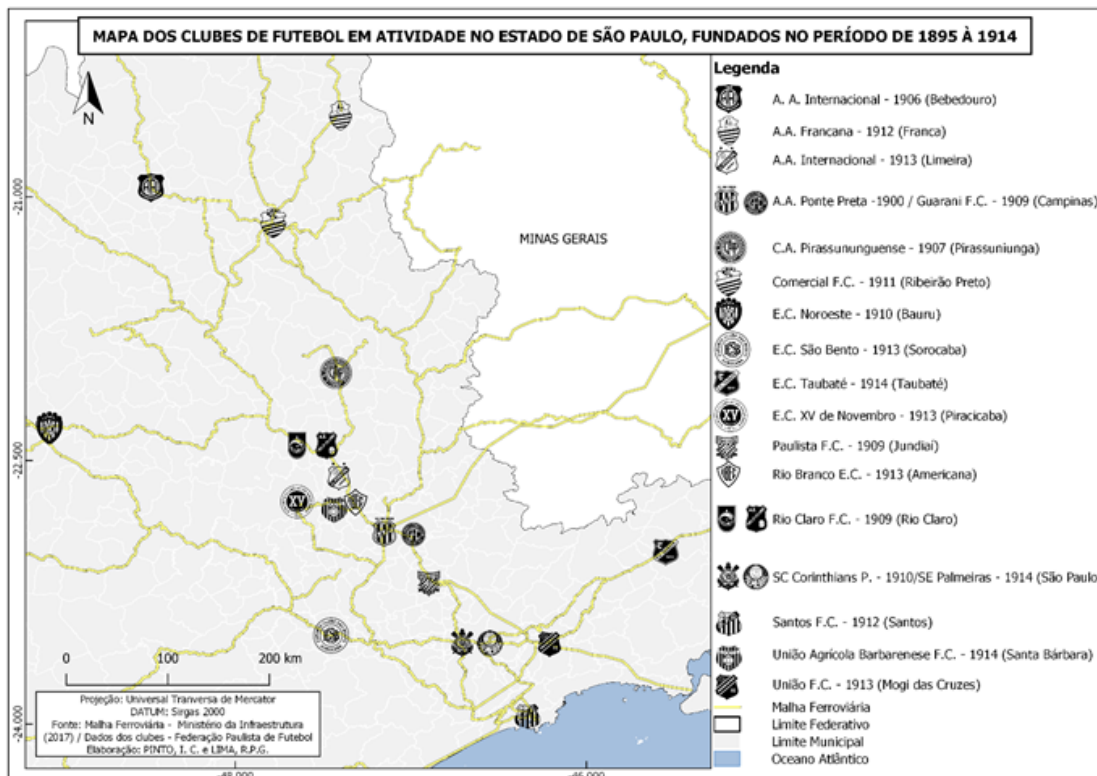 MAPA DOS CLUBES DE FUTEBOL EM ATIVIDADE NO ESTADO DE SÃO PAULO, FUNDADOS NO PERÍODO DE 1895 À 1914
N
MINAS GERAIS
-21,000
-22,500
-24,000
-48,000
-46,000
XV
0 100 200 km
Projeção: Universal Tranversa de Mercator
DATUM: Sirgas 2000
Fonte: Malha Ferroviária - Ministério da Infraestrutura
(2017) / Dados dos clubes - Federação Paulista de Futebol
Elaboração: PINTO, I. C. e LIMA, R.P.G.
Legenda
A. A. Internacional - 1906 (Bebedouro)
A.A. Francana - 1912 (Franca)
A.A. Internacional - 1913 (Limeira)
A.A. Ponte Preta -1900 / Guarani F.C. - 1909 (Campinas)
C.A. Pirassununguense - 1907 (Pirassuniunga)
Comercial F.C. - 1911 (Ribeirão Preto)
E.C. Noroeste - 1910 (Bauru)
E.C. São Bento - 1913 (Sorocaba)
E.C. Taubaté - 1914 (Taubaté)
XV E.C. XV de Novembro - 1913 (Piracicaba)
Paulista F.C. - 1909 (Jundiaí)
Rio Branco E.C. - 1913 (Americana)
Rio Claro F.C. - 1909 (Rio Claro)
SC Corinthians P. - 1910/SE Palmeiras - 1914 (São Paulo
Santos F.C. - 1912 (Santos)
União Agrícola Barbarenese F.C. - 1914 (Santa Bárbara)
União F.C. - 1913 (Mogi das Cruzes)
Malha Ferroviária
Limite Federativo
Limite Municipal
Oceano Atlântico